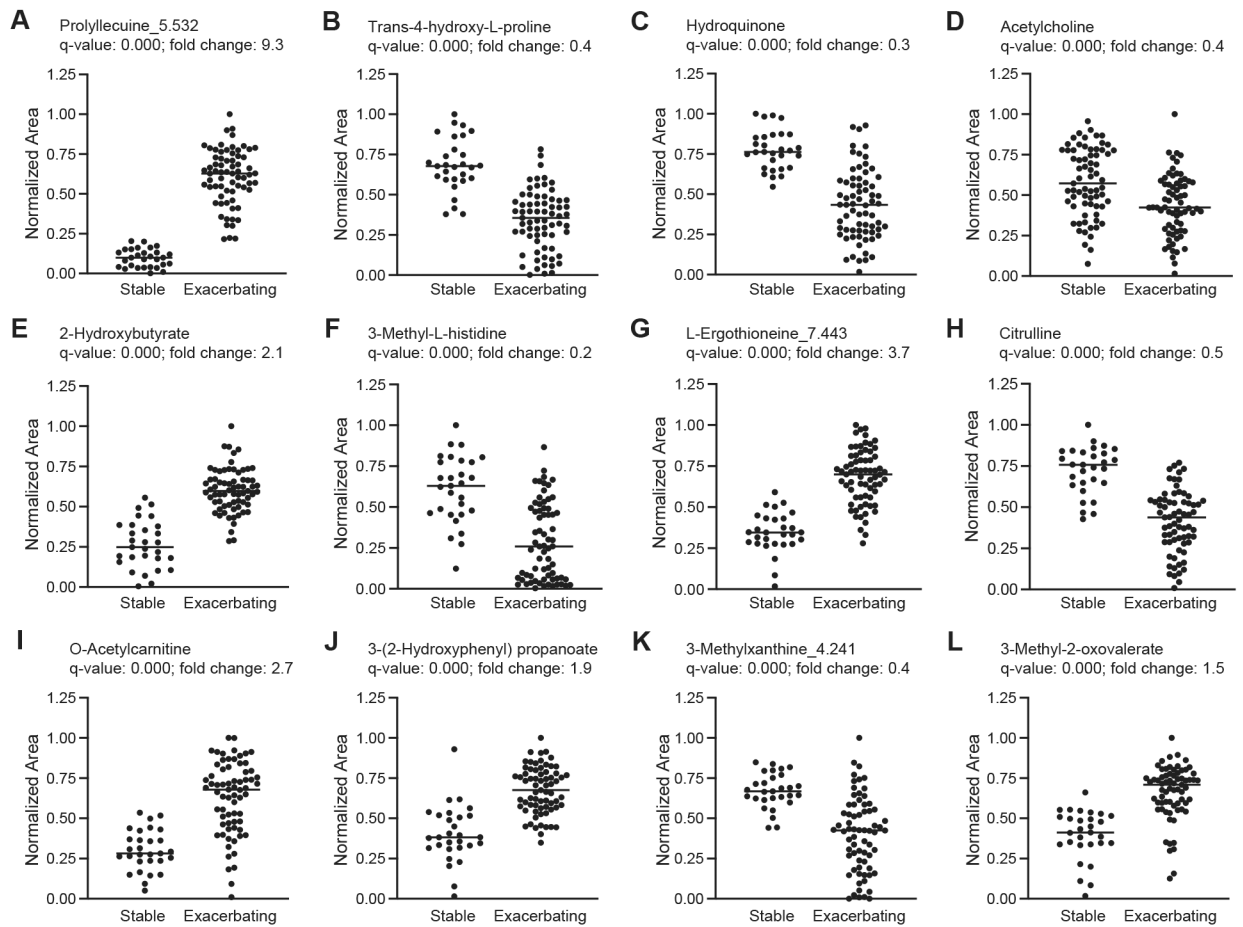 A
Prolyllecuine_5.532
q-value: 0.000; fold change: 9.3
Normalized Area
1.25
1.00
0.75
0.50
0.25
0.00
Stable Exacerbating
B
Trans-4-hydroxy-L-proline
q-value: 0.000; fold change: 0.4
Normalized Area
1.25
1.00
0.75
0.50
0.25
0.00
Stable Exacerbating
C
Hydroquinone
q-value: 0.000; fold change: 0.3
Normalized Area
1.25
1.00
0.75
0.50
0.25
0.00
Stable Exacerbating
D
Acetylcholine
q-value: 0.000; fold change: 0.4
Normalized Area
1.25
1.00
0.75
0.50
0.25
0.00
Stable Exacerbating
E
2-Hydroxybutyrate
q-value: 0.000; fold change: 2.1
Normalized Area
1.25
1.00
0.75
0.50
0.25
0.00
Stable Exacerbating
F
3-Methyl-L-histidine
q-value: 0.000; fold change: 0.2
Normalized Area
1.25
1.00
0.75
0.50
0.25
0.00
Stable Exacerbating
G
L-Ergothioneine_7.443
q-value: 0.000; fold change: 3.7
Normalized Area
1.25
1.00
0.75
0.50
0.25
0.00
Stable Exacerbating
H
Citrulline
q-value: 0.000; fold change: 0.5
Normalized Area
1.25
1.00
0.75
0.50
0.25
0.00
Stable Exacerbating
I
O-Acetylcarnitine
q-value: 0.000; fold change: 2.7
Normalized Area
1.25
1.00
0.75
0.50
0.25
0.00
Stable Exacerbating
J
3-(2-Hydroxyphenyl) propanoate
q-value: 0.000; fold change: 1.9
Normalized Area
1.25
1.00
0.75
0.50
0.25
0.00
Stable Exacerbating
K
3-Methylxanthine_4.241
q-value: 0.000; fold change: 0.4
Normalized Area
1.25
1.00
0.75
0.50
0.25
0.00
Stable Exacerbating
L
3-Methyl-2-oxovalerate
q-value: 0.000; fold change: 1.5
Normalized Area
1.25
1.00
0.75
0.50
0.25
0.00
Stable Exacerbating